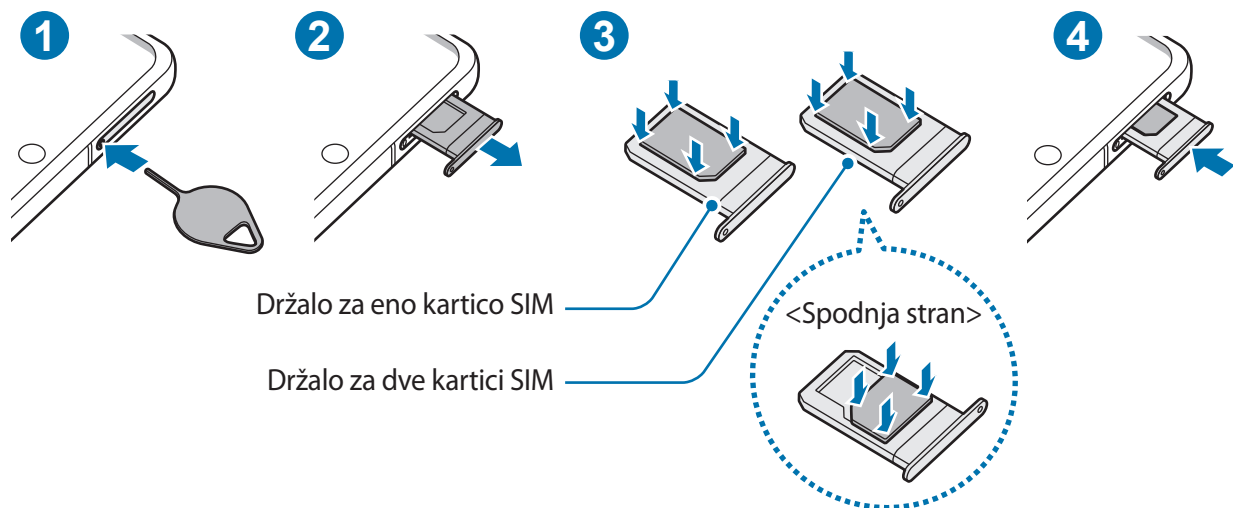 1
2
3
4
Držalo za eno kartico SIM
Držalo za dve kartici SIM
<Spodnja stran>